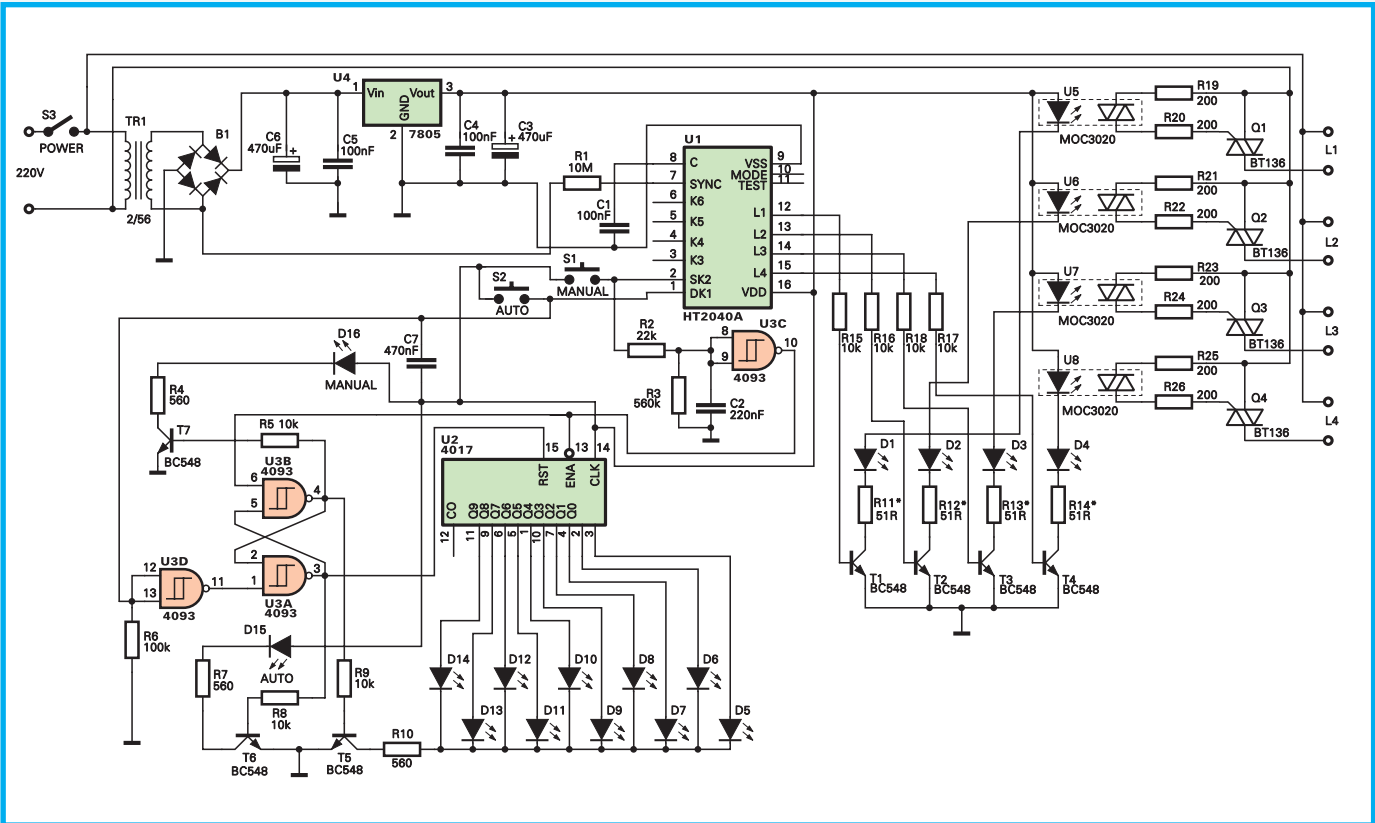 S3
POWER
220V
TR1
2/56
B1
C6
470uF
+
C5
100nF
U4
1
Vin
Vout
3
GND
2
7805
C4
100nF
C3
+
470uF
R1
10M
C1
100nF
U1
8
C
7
SYNC
6
K6
5
K5
4
K4
3
K3
2
SK2
1
DK1
VSS
9
MODE
10
TEST
11
L1
12
L2
13
L3
14
L4
15
VDD
16
HT2040A
S1
MANUAL
S2
AUTO
R2
22k
R3
560k
C2
220nF
U3C
8
9
10
4093
D16
MANUAL
C7
470nF
R4
560
T7
BC548
R5 10k
U3B
4093
6
5
4
2
1
3
U3A
4093
U3D
12
13
11
4093
R6
100k
D15
AUTO
R7
560
R8
10k
R9
10k
T6
BC548
T5
BC548
R10
560
U2
4017
15
13
14
RST
ENA
CLK
CO
Q9
Q8
Q7
Q6
Q5
Q4
Q3
Q2
Q1
Q0
12
11
9
6
5
1
10
7
4
2
3
D14
D12
D10
D8
D6
D13
D11
D9
D7
D5
R15
10k
R16
10k
R18
10k
R17
10k
D1
D2
D3
D4
R11*
51R
R12*
51R
R13*
51R
R14*
51R
T1
BC548
T2
BC548
T3
BC548
T4
BC548
U5
MOC3020
R19
200
R20
200
Q1
BT136
L1
U6
MOC3020
R21
200
R22
200
Q2
BT136
L2
U7
MOC3020
R23
200
R24
200
Q3
BT136
L3
U8
MOC3020
R25
200
R26
200
Q4
BT136
L4